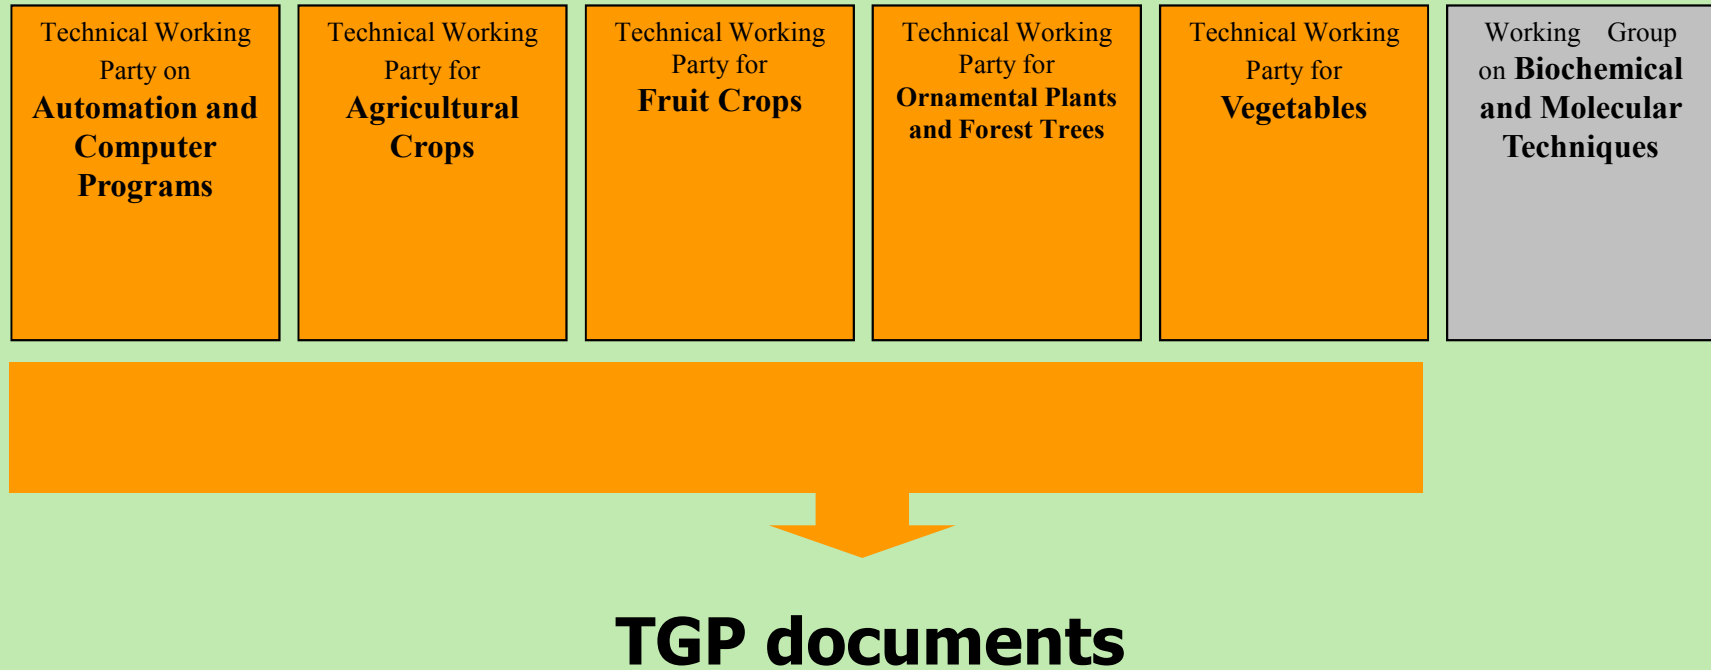 Technical Working
Party on
Automation and
Computer
Programs
Technical Working
Party for
Agricultural
Crops
Technical Working
Party for
Fruit Crops
Technical Working
Party for
Ornamental Plants
and Forest Trees
Technical Working
Party for
Vegetables
Working Group
on Biochemical
and Molecular
Techniques
TGP documents